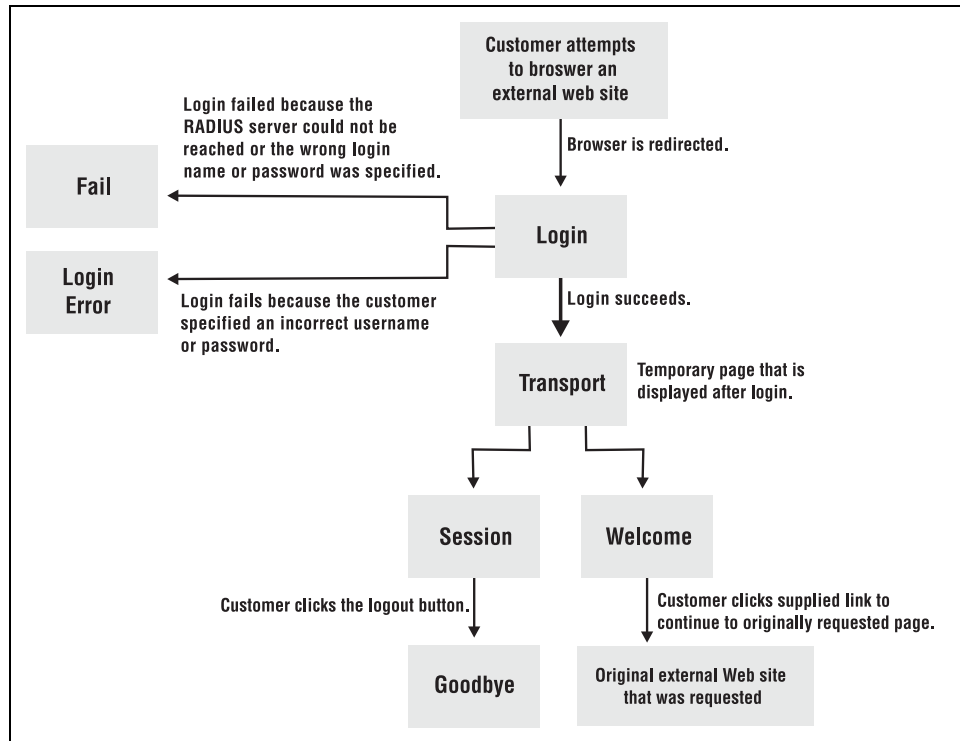 Customer attempts
to broswer an
external web site
Login failed because the
RADIUS server could not be
reached or the wrong login
name or password was specified.
Browser is redirected.
Fail
Login
Login
Error
Login fails because the customer
specified an incorrect username
or password.
Login succeeds.
Transport
Temporary page that is
displayed after login.
Session
Welcome
Customer clicks the logout button.
Customer clicks supplied link to
continue to originally requested page.
Goodbye
Original external Web site
that was requested